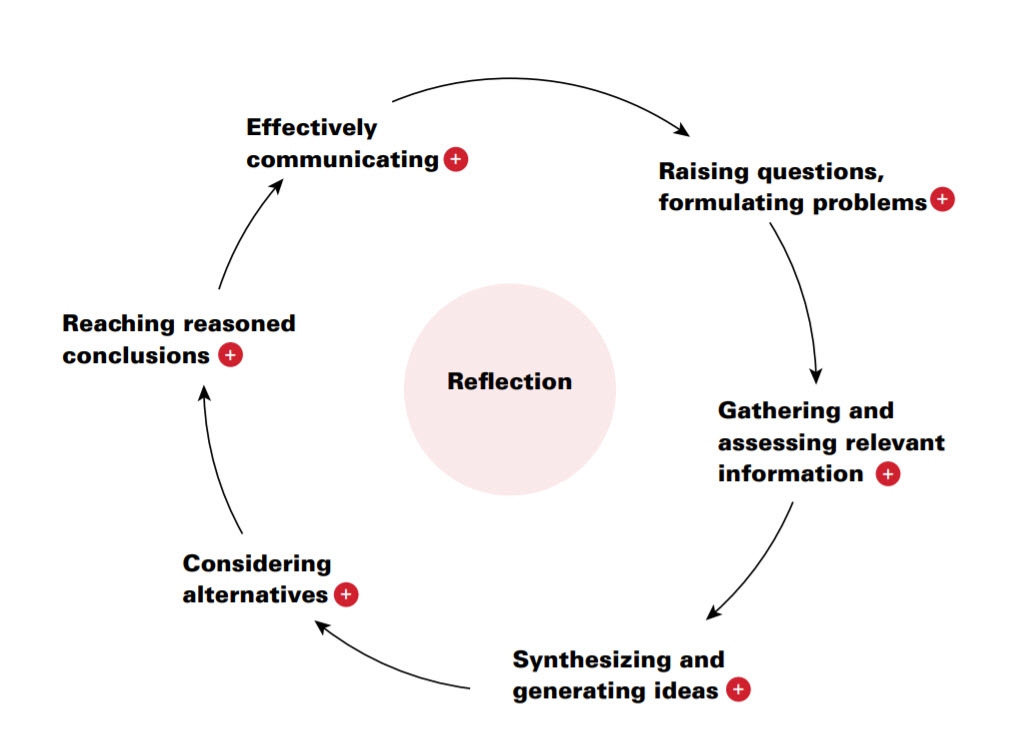 Effectively
communicating +
Raising questions,
formulating problems +
Reaching reasoned
conclusions +
Reflection
Gathering and
assessing relevant
information +
Considering
alternatives +
Synthesizing and
generating ideas +